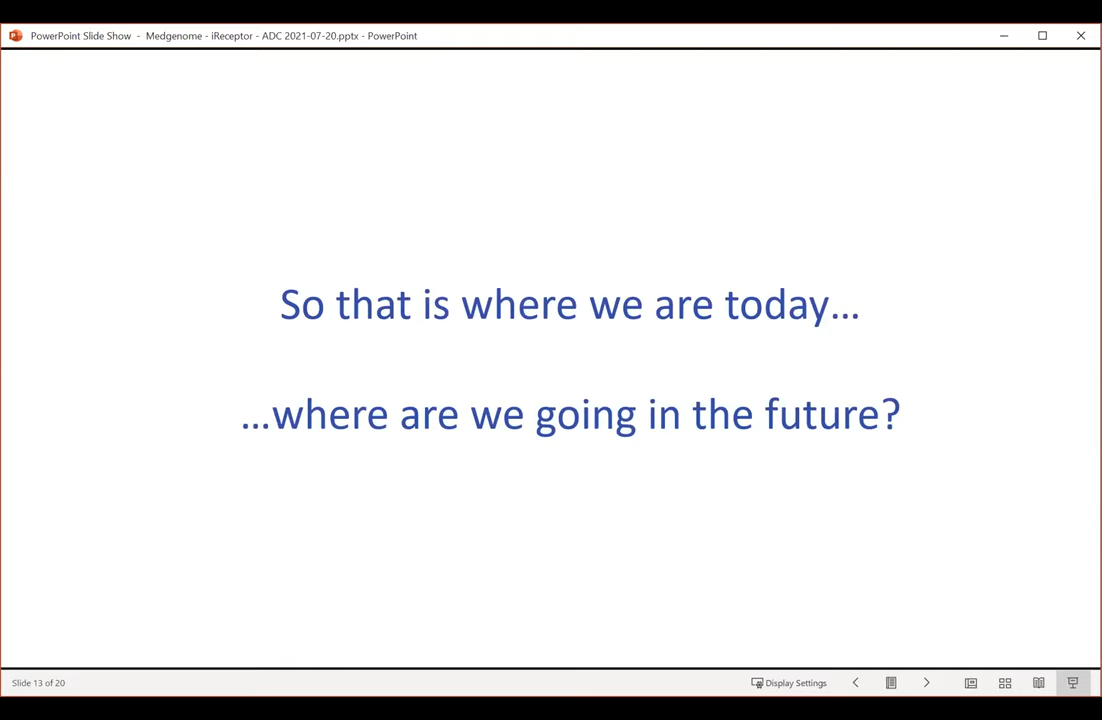 PowerPoint Slide Show - Medgenome - iReceptor - ADC 2021-07-20.pptx - PowerPoint
So that is where we are today...
...where are we going in the future?
Slide 13 of 20
Display Settings